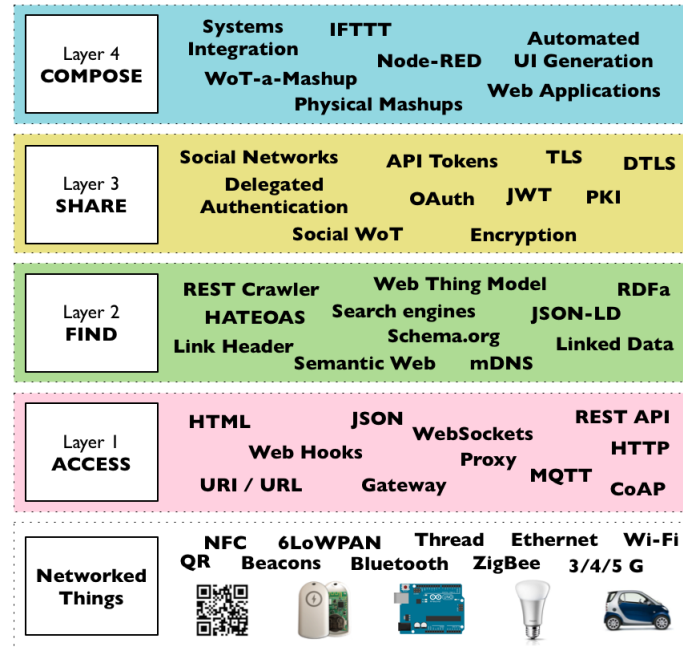 Layer 4
COMPOSE
Systems
Integration
IFTTT
Node-RED
Automated
UI Generation
WoT-a-Mashup
Physical Mashups
Web Applications
Layer 3
SHARE
Social Networks
API Tokens
TLS
DTLS
Delegated
Authentication
OAuth
JWT
PKI
Social WoT
Encryption
Layer 2
FIND
REST Crawler
Web Thing Model
RDFa
HATEOAS
Search engines
JSON-LD
Link Header
Schema.org
Linked Data
Semantic Web
mDNS
Layer 1
ACCESS
HTML
JSON
REST API
Web Hooks
WebSockets
HTTP
Proxy
URI / URL
Gateway
MQTT
CoAP
Networked
Things
NFC
6LoWPAN
Thread
Ethernet
Wi-Fi
QR
Beacons
Bluetooth
ZigBee
3/4/5 G